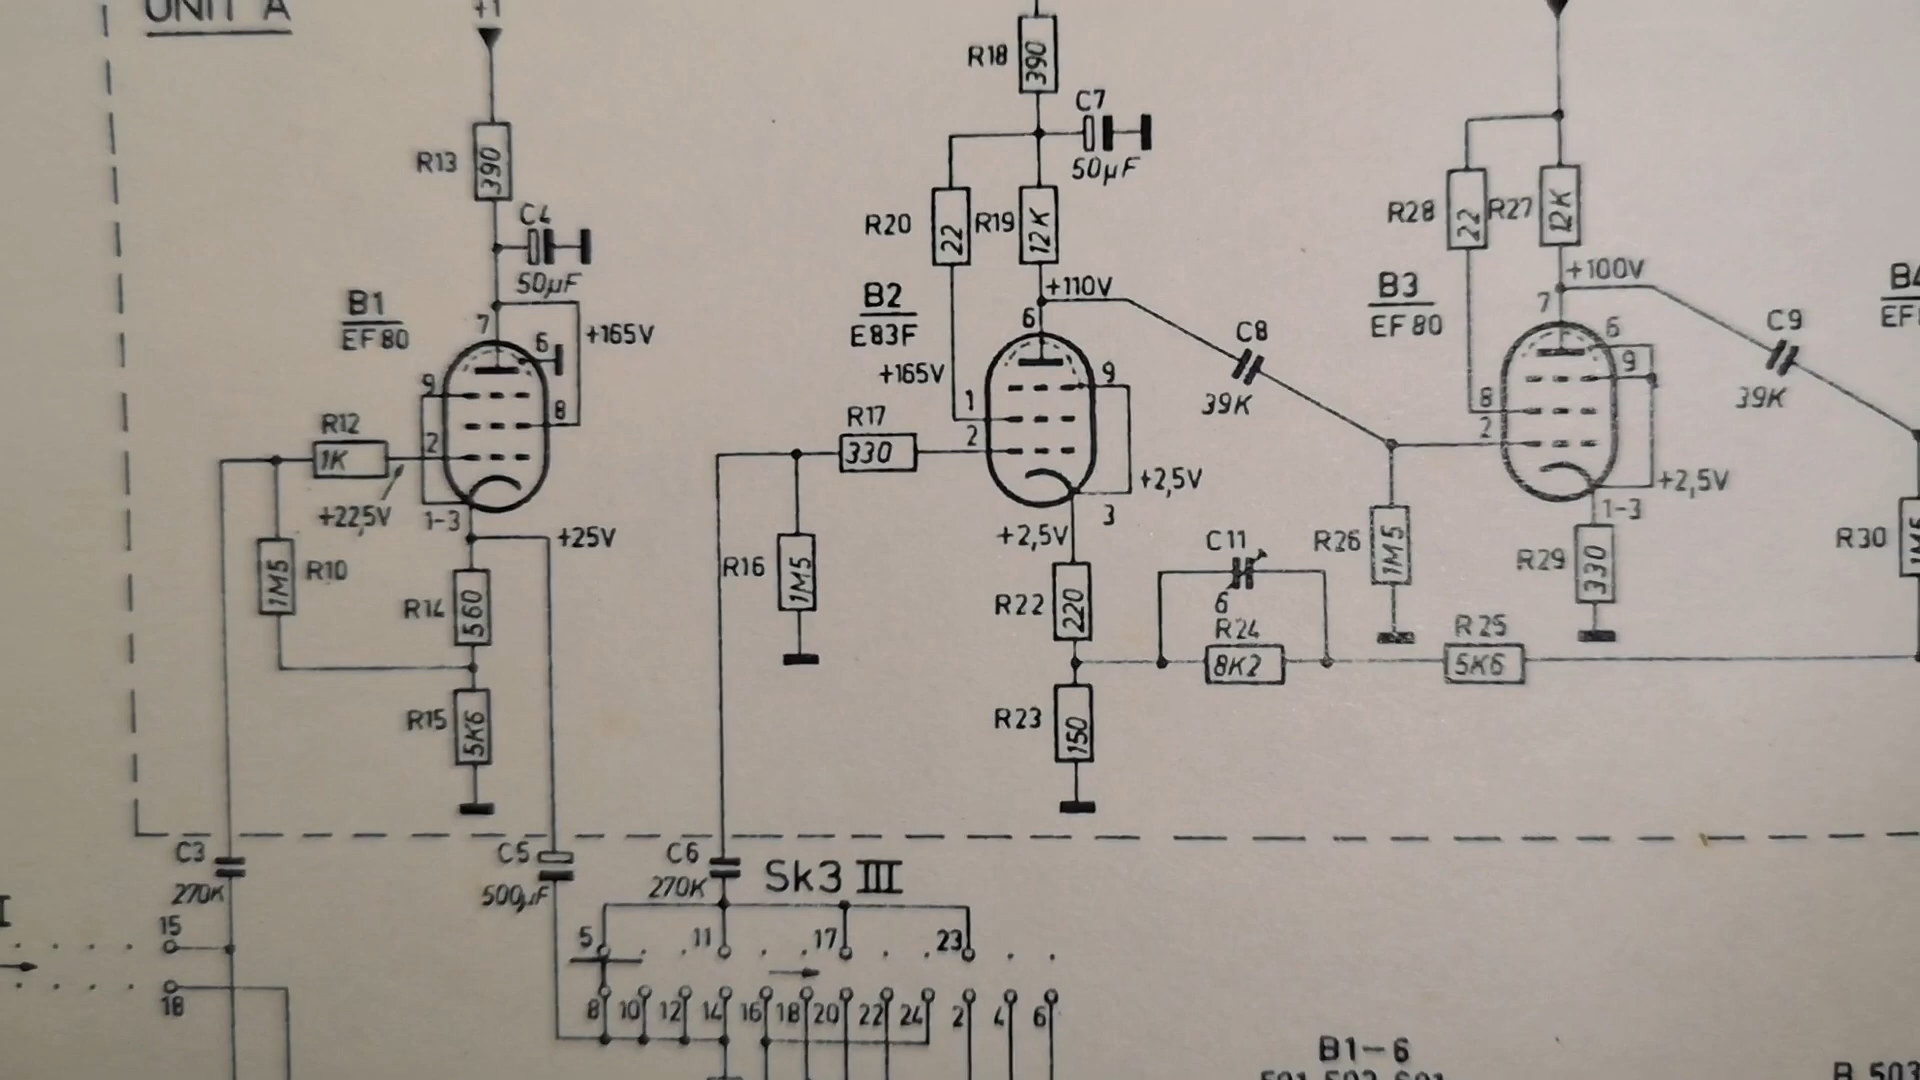 UNIT A
+1
R18
390
C7
50µF
R13
390
C4
50µF
R20
22
R19
12K
R28
22
R27
12K
+110V
+100V
B1
EF80
7
6
+165V
B2
E83F
6
+165V
C8
39K
B3
EF80
7
6
9
C9
39K
9
8
2
R12
1K
+22,5V
1-3
+25V
R17
330
1
2
9
+2,5V
3
+2,5V
8
2
+2,5V
1-3
R10
1M5
R14
560
R16
1M5
R22
220
C11
6
R24
8K2
R26
1M5
R29
330
R25
5K6
R30
1M5
R15
5K6
R23
150
C3
270K
C5
500µF
C6
270K
Sk3 III
15
18
5
11
17
23
8 10 12 14 16 18 20 22 24 2 4 6
B1-6
B 503